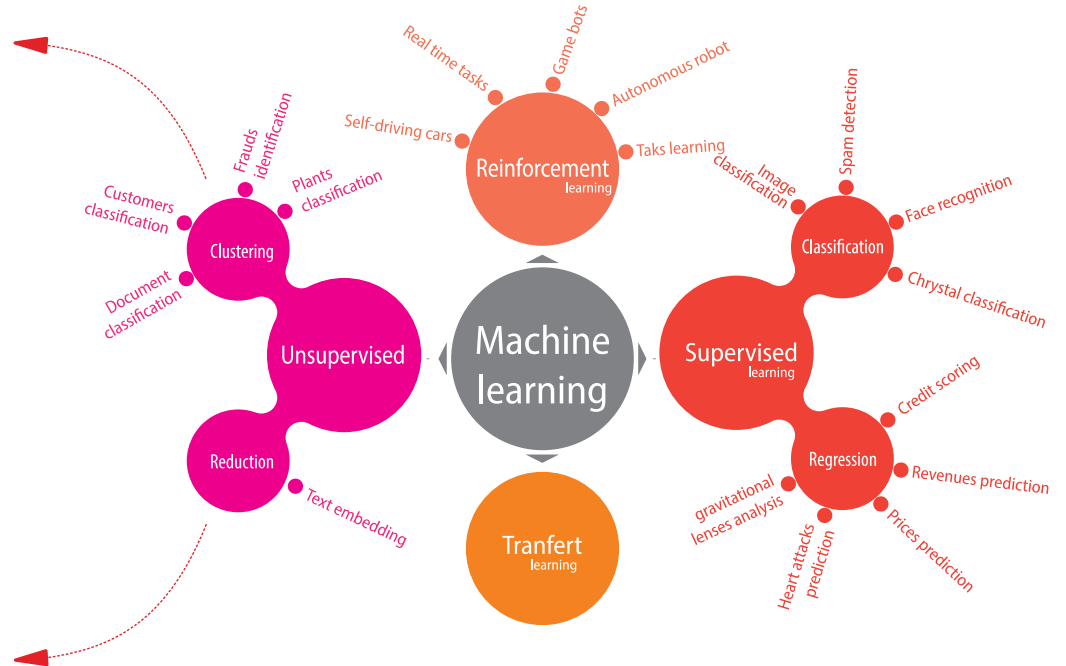 Machine
learning
Reinforcement
learning
Self-driving cars
Real time tasks
Game bots
Autonomous robot
Taks learning
Unsupervised
Clustering
Frauds
identification
Plants
classification
Customers
classification
Document
classification
Reduction
Text embedding
Supervised
learning
Classification
Image
classification
Spam detection
Face recognition
Chrystal classification
Regression
Credit scoring
Revenues prediction
Prices prediction
Heart attacks
prediction
gravitational
lenses analysis
Tranfert
learning